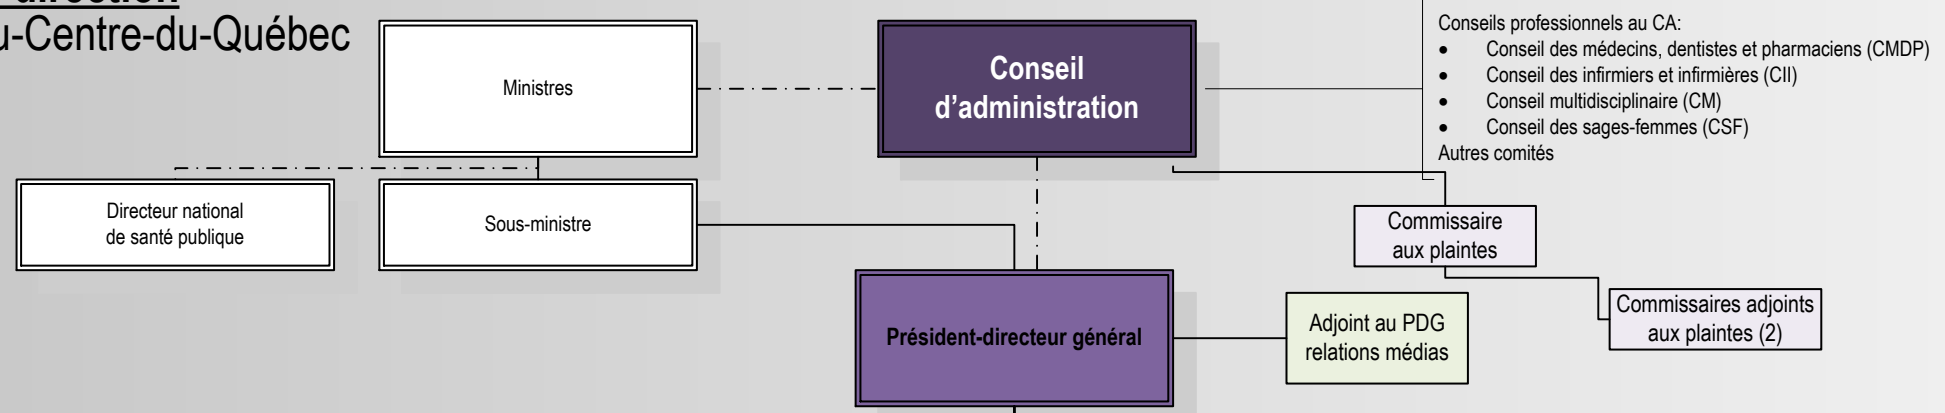 direction
u-Centre-du-Québec
Ministres
Conseil
d'administration
Conseils professionnels au CA:
• Conseil des médecins, dentistes et pharmaciens (CMDP)
• Conseil des infirmiers et infirmières (CII)
• Conseil multidisciplinaire (CM)
• Conseil des sages-femmes (CSF)
Autres comités
Directeur national
de santé publique
Sous-ministre
Commissaire
aux plaintes
Président-directeur général
Adjoint au PDG
relations médias
Commissaires adjoints
aux plaintes (2)